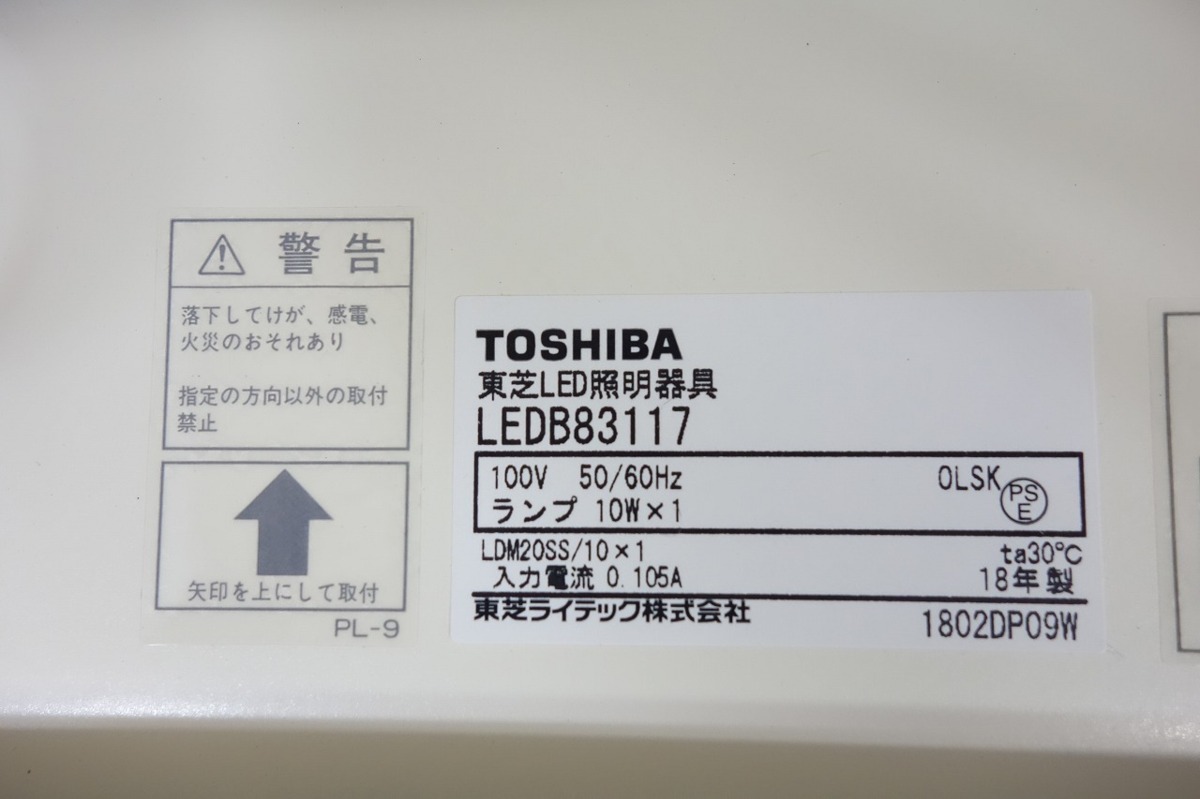 警告
落下してけが、感電、
火災のおそれあり
指定の方向以外の取付
禁止
矢印を上にして取付
PL-9
TOSHIBA
東芝LED照明器具
LEDB83117
100V 50/60Hz OLSK
PS
E
ランプ 10W×1
LDM20SS/10×1 ta30℃
入力電流 0.105A 18年製
東芝ライテック株式会社 1802DP09W